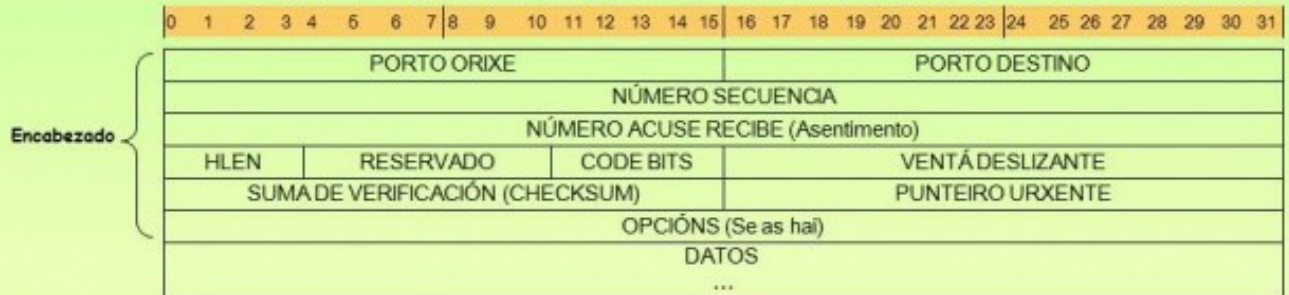 0 1 2 3 4 5 6 7 8 9 10 11 12 13 14 15 16 17 18 19 20 21 22 23 24 25 26 27 28 29 30 31
PORTO ORIXE PORTO DESTINO
NÚMERO SECUENCIA
Encabezado NÚMERO ACUSE RECIBE (Asentimento)
HLEN RESERVADO CODE BITS VENTÁ DESLIZANTE
SUMA DE VERIFICACIÓN (CHECKSUM) PUNTEIRO URXENTE
OPCIÓNS (Se as hai)
DATOS
...